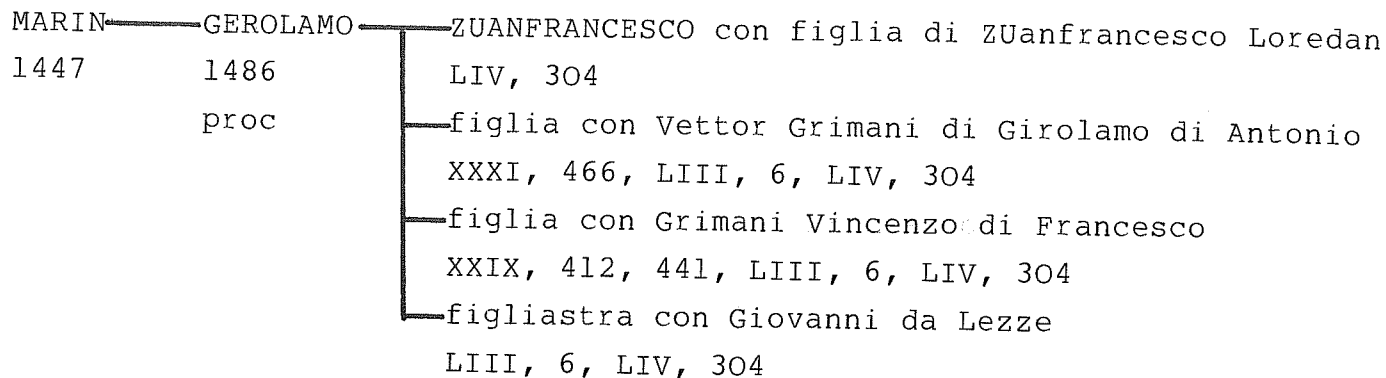 MARIN GEROLAMO ZUANFRANCESCO con figlia di ZUanfrancesco Loredan
1447 1486 LIV, 304
proc figlia con Vettor Grimani di Girolamo di Antonio
XXXI, 466, LIII, 6, LIV, 304
figlia con Grimani Vincenzo di Francesco
XXIX, 412, 441, LIII, 6, LIV, 304
figliastra con Giovanni da Lezze
LIII, 6, LIV, 304